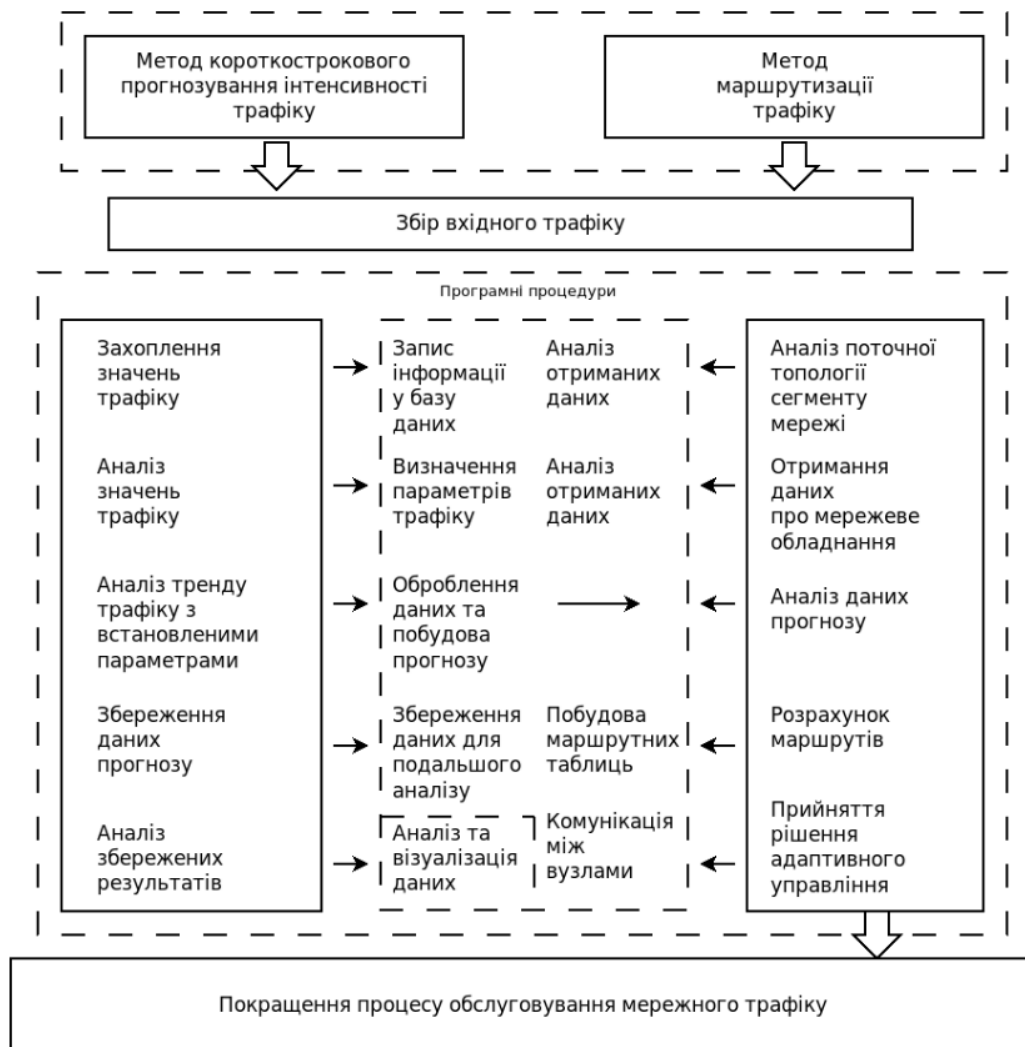 Метод короткострокового
прогнозування інтенсивності
трафіку
Метод
маршрутизації
трафіку
Збір вхідного трафіку
Програмні процедури
Захоплення
значень
трафіку
Запис
інформації
у базу
даних
Аналіз
отриманих
даних
Аналіз поточної
топології
сегменту
мережі
Аналіз
значень
трафіку
Визначення
параметрів
трафіку
Аналіз
отриманих
даних
Отримання
даних
про мережеве
обладнання
Аналіз тренду
трафіку з
встановленими
параметрами
Оброблення
даних та
побудова
прогнозу
Аналіз даних
прогнозу
Збереження
даних
прогнозу
Збереження
даних для
подальшого
аналізу
Побудова
маршрутних
таблиць
Розрахунок
маршрутів
Аналіз
збережених
результатів
Аналіз та
візуалізація
даних
Комунікація
між
вузлами
Прийняття
рішення
адаптивного
управління
Покращення процесу обслуговування мережного трафіку